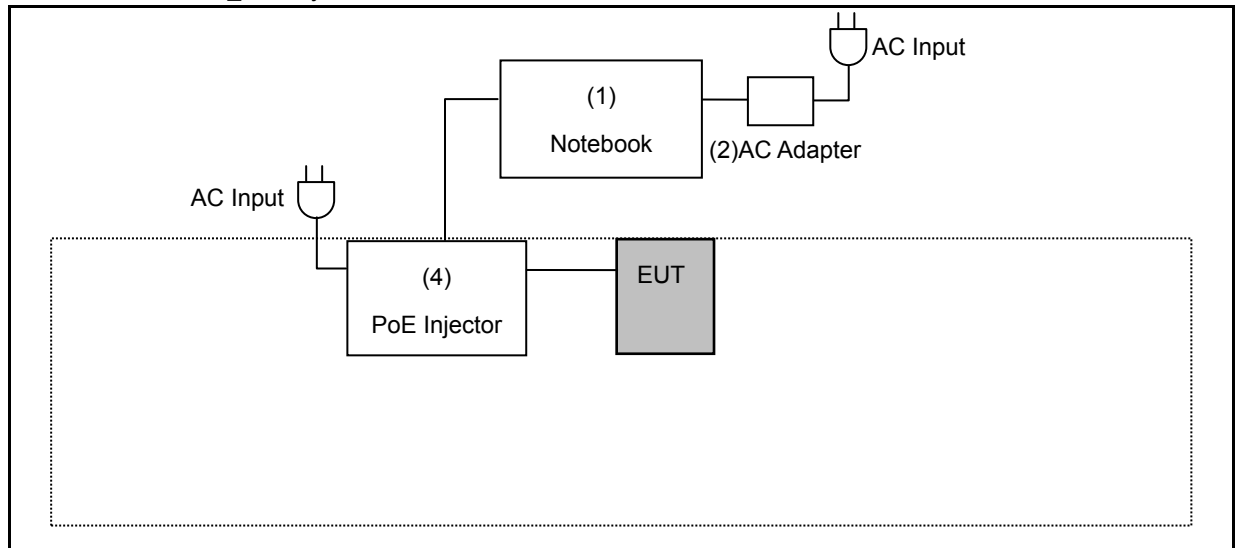 AC Input
(1)
Notebook
(2)AC Adapter
AC Input
(4)
PoE Injector
EUT